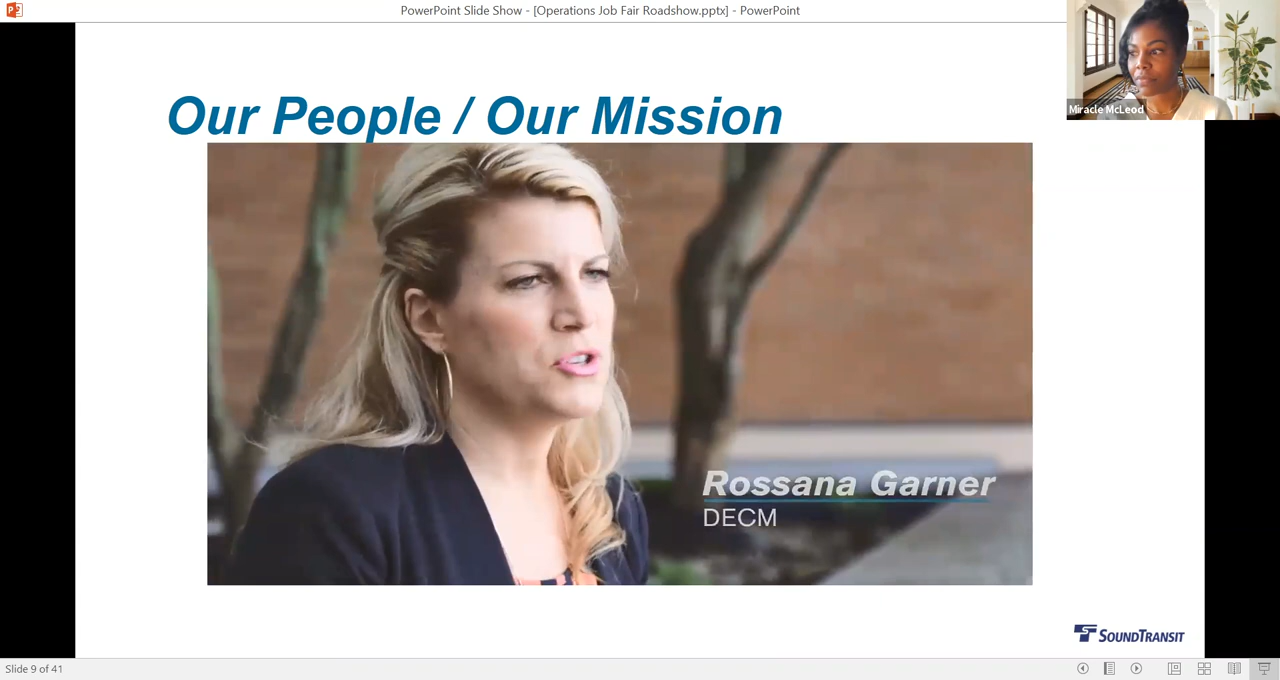 PowerPoint Slide Show - [Operations Job Fair Roadshow.pptx] - PowerPoint
Miracle McLeod
Our People / Our Mission
Rossana Garner
DECM
SOUNDTRANSIT
Slide 9 of 41